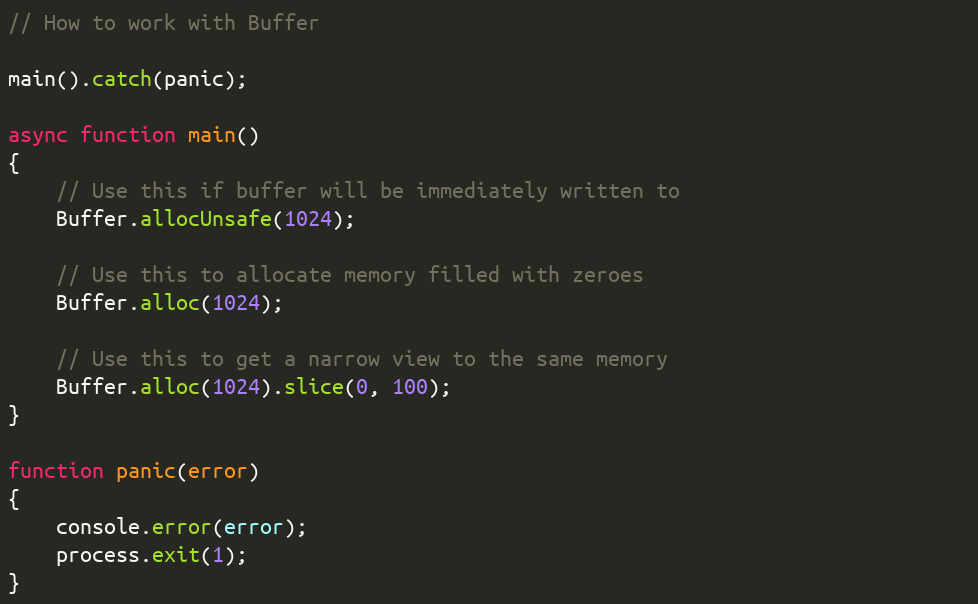 // How to work with Buffer

main().catch(panic);

async function main()
{
    // Use this if buffer will be immediately written to
    Buffer.allocUnsafe(1024);

    // Use this to allocate memory filled with zeroes
    Buffer.alloc(1024);

    // Use this to get a narrow view to the same memory
    Buffer.alloc(1024).slice(0, 100);
}

function panic(error)
{
    console.error(error);
    process.exit(1);
}